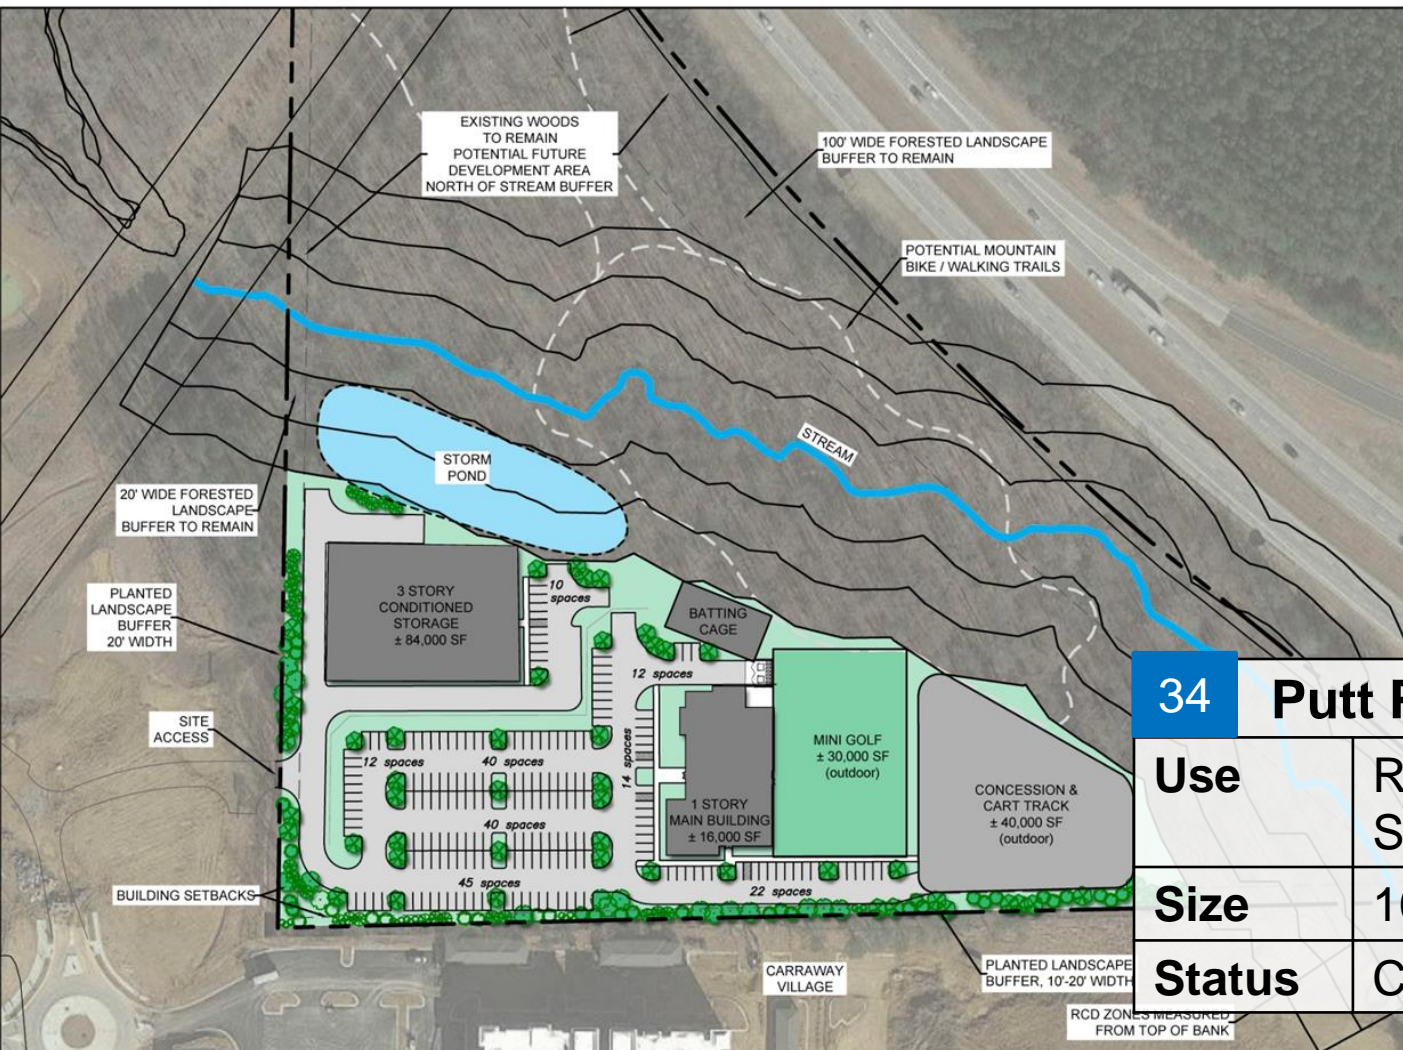 EXISTING WOODS
TO REMAIN
POTENTIAL FUTURE
DEVELOPMENT AREA
NORTH OF STREAM BUFFER
100' WIDE FORESTED LANDSCAPE
BUFFER TO REMAIN
POTENTIAL MOUNTAIN
BIKE / WALKING TRAILS
STREAM
STORM
POND
20' WIDE FORESTED
LANDSCAPE
BUFFER TO REMAIN
PLANTED
LANDSCAPE
BUFFER
20' WIDTH
3 STORY
CONDITIONED
STORAGE
± 84,000 SF
10
spaces
BATTING
CAGE
12 spaces
SITE
ACCESS
12 spaces
40 spaces
14 spaces
MINI GOLF
± 30,000 SF
(outdoor)
1 STORY
MAIN BUILDING
± 16,000 SF
CONCESSION &
CART TRACK
± 40,000 SF
(outdoor)
40 spaces
45 spaces
22 spaces
BUILDING SETBACKS
CARRAWAY
VILLAGE
PLANTED LANDSCAPE
BUFFER, 10'-20' WIDTH
RCD ZONES MEASURED
FROM TOP OF BANK
34 Putt
Use
Size
Status